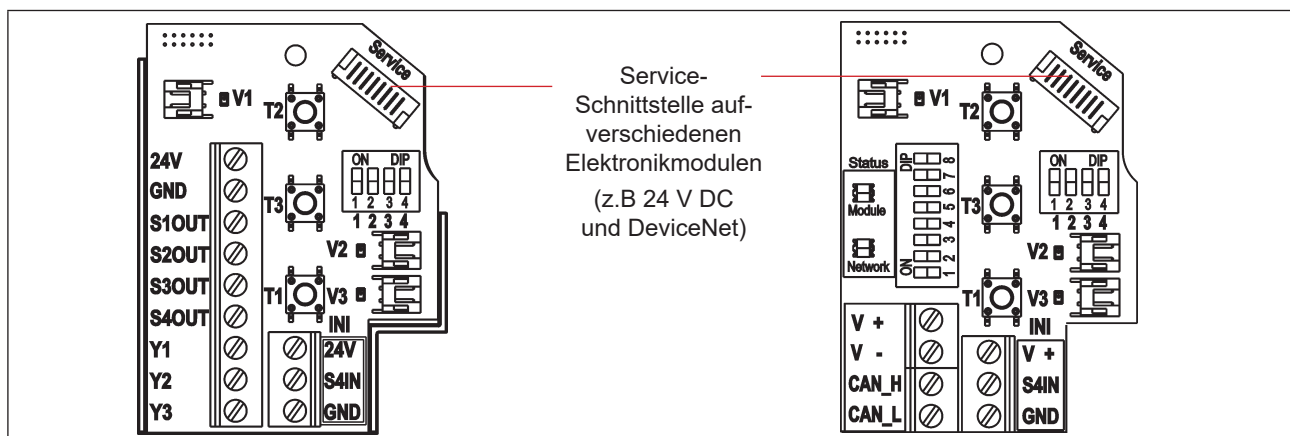 Service
V1
T2
24V
GND
S1OUT
S2OUT
S3OUT
S4OUT
Y1
Y2
Y3
T3
ON DIP
1 2 3 4
1 2 3 4
V2
T1
V3
INI
24V
S4IN
GND
Service-
Schnittstelle auf-
verschiedenen
Elektronikmodulen
(z.B 24 V DC
und DeviceNet)
Service
V1
T2
Status
Module
Network
DIP
ON
1 2 3 4 5 6 7 8
T3
ON DIP
1 2 3 4
1 2 3 4
V2
T1
V3
INI
V +
V -
CAN_H
CAN_L
V +
S4IN
GND